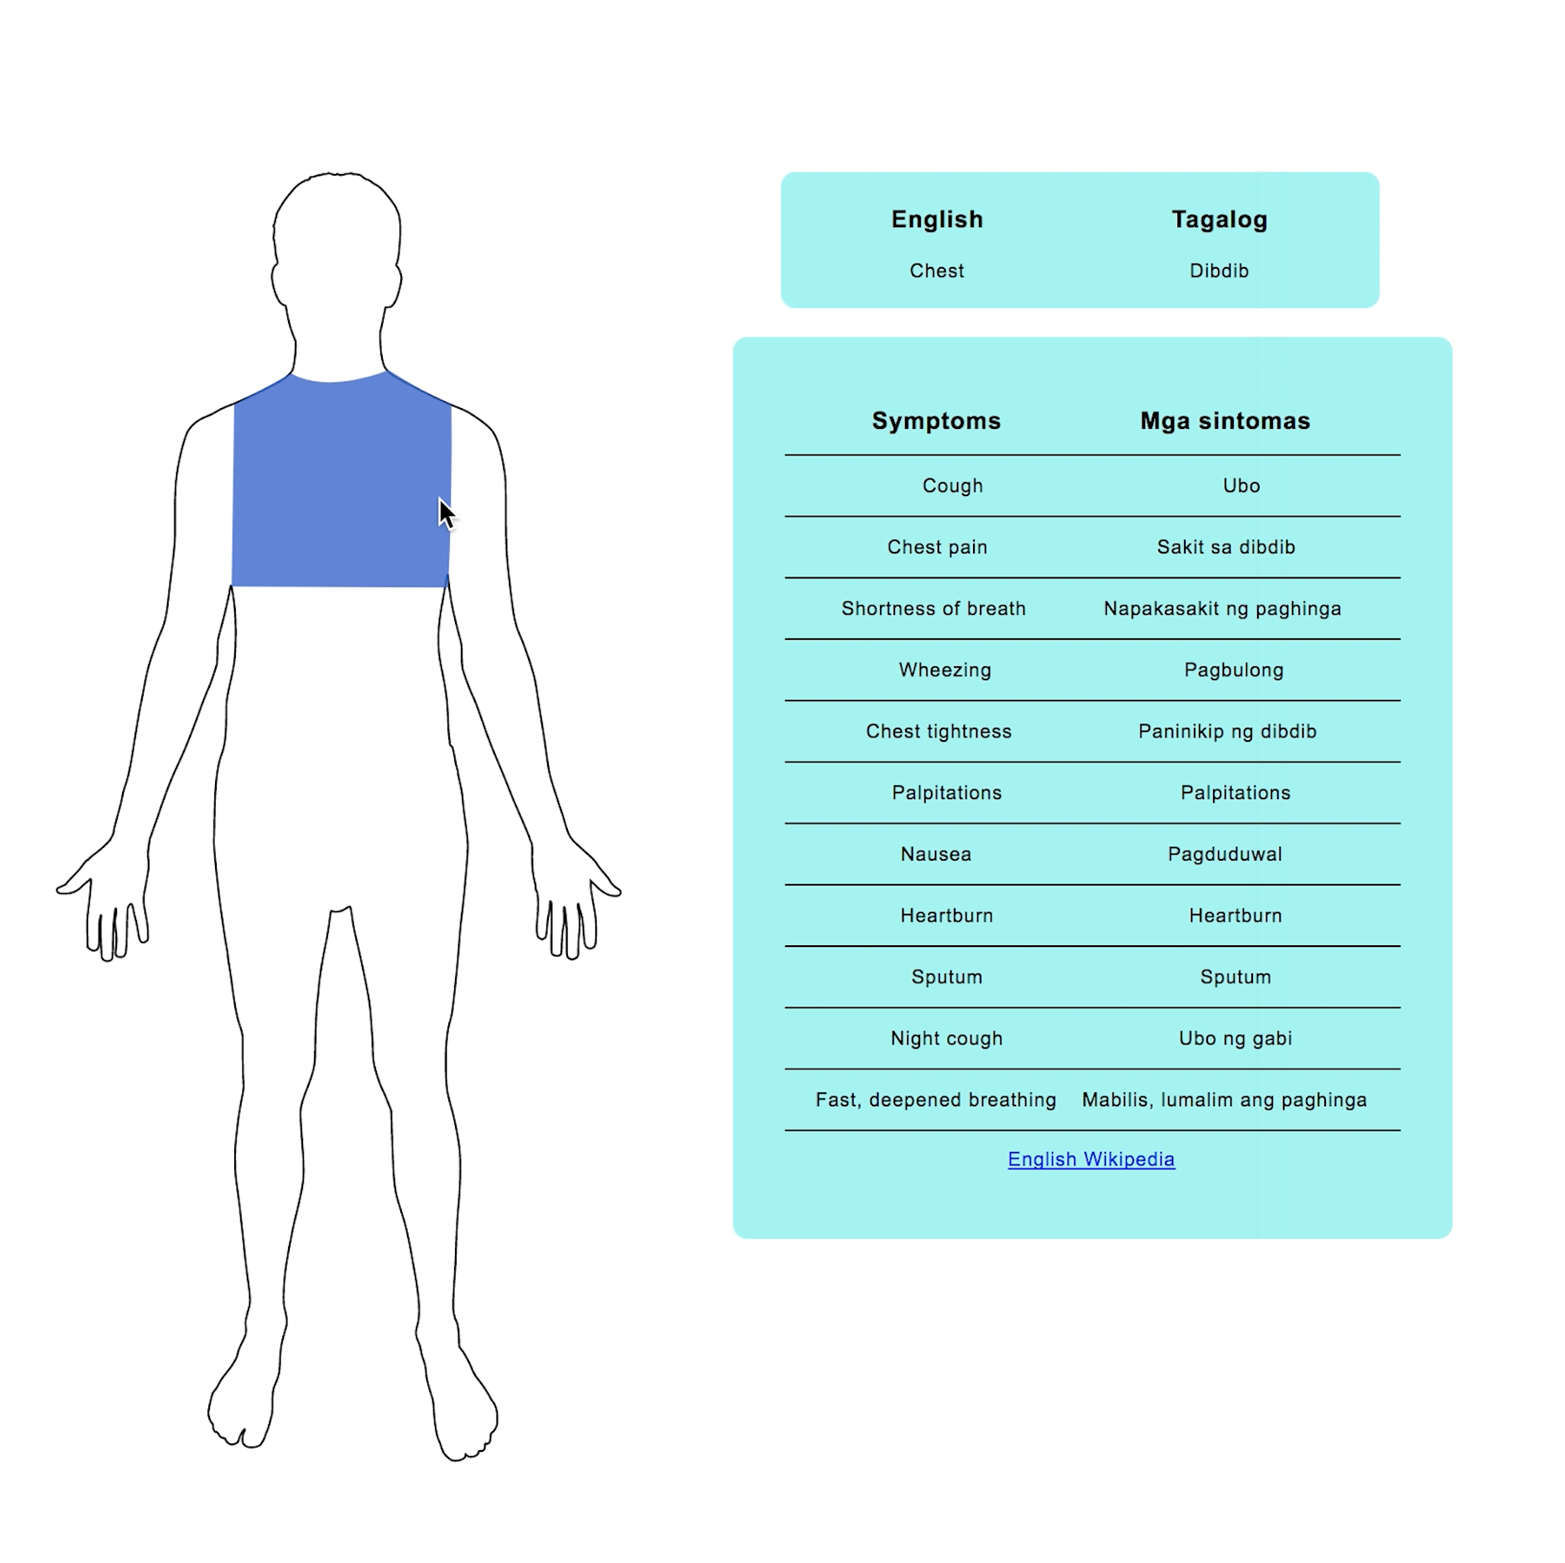 English Tagalog
Chest Dibdib
Symptoms Mga sintomas
Cough Ubo
Chest pain Sakit sa dibdib
Shortness of breath Napakasakit ng paghinga
Wheezing Pagbulong
Chest tightness Paninikip ng dibdib
Palpitations Palpitations
Nausea Pagduduwal
Heartburn Heartburn
Sputum Sputum
Night cough Ubo ng gabi
Fast, deepened breathing Mabilis, lumalim ang paghinga
English Wikipedia